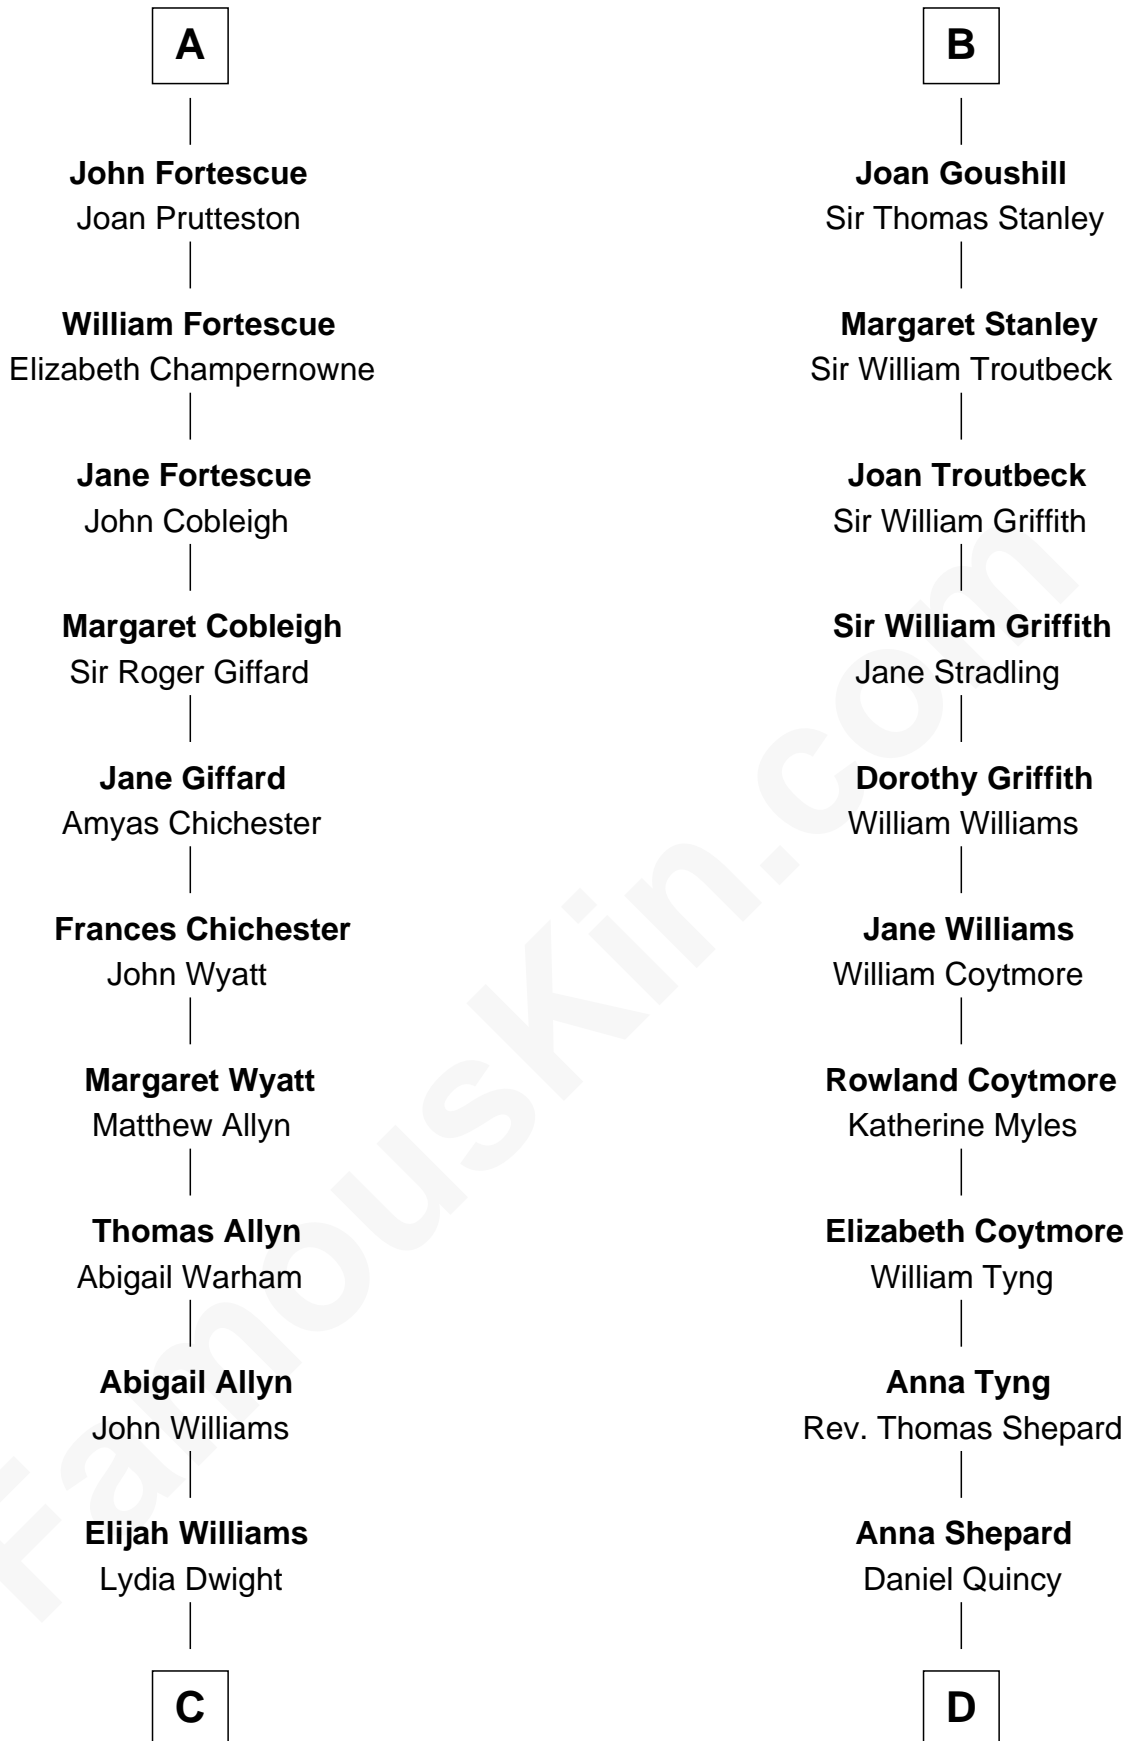 A
John Fortescue
Joan Prutteston
William Fortescue
Elizabeth Champernowne
Jane Fortescue
John Cobleigh
Margaret Cobleigh
Sir Roger Giffard
Jane Giffard
Amyas Chichester
Frances Chichester
John Wyatt
Margaret Wyatt
Matthew Allyn
Thomas Allyn
Abigail Warham
Abigail Allyn
John Williams
Elijah Williams
Lydia Dwight
C
B
Joan Goushill
Sir Thomas Stanley
Margaret Stanley
Sir William Troutbeck
Joan Troutbeck
Sir William Griffith
Sir William Griffith
Jane Stradling
Dorothy Griffith
William Williams
Jane Williams
William Coytmore
Rowland Coytmore
Katherine Myles
Elizabeth Coytmore
William Tyng
Anna Tyng
Rev. Thomas Shepard
Anna Shepard
Daniel Quincy
D
FamousKin.com